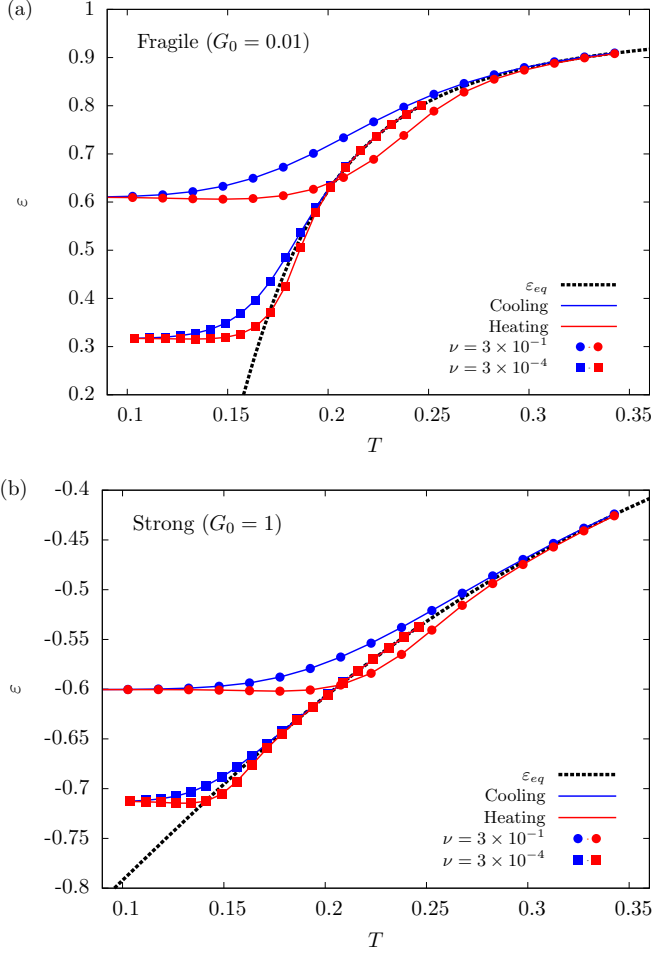 (a)
Fragile (G₀ = 0.01)
1
0.9
0.8
0.7
0.6
0.5
0.4
0.3
0.2
ε
ε_eq
Cooling
Heating
ν = 3 × 10⁻¹
ν = 3 × 10⁻⁴
0.1 0.15 0.2 0.25 0.3 0.35
T
(b)
Strong (G₀ = 1)
-0.4
-0.45
-0.5
-0.55
-0.6
-0.65
-0.7
-0.75
-0.8
ε
ε_eq
Cooling
Heating
ν = 3 × 10⁻¹
ν = 3 × 10⁻⁴
0.1 0.15 0.2 0.25 0.3 0.35
T